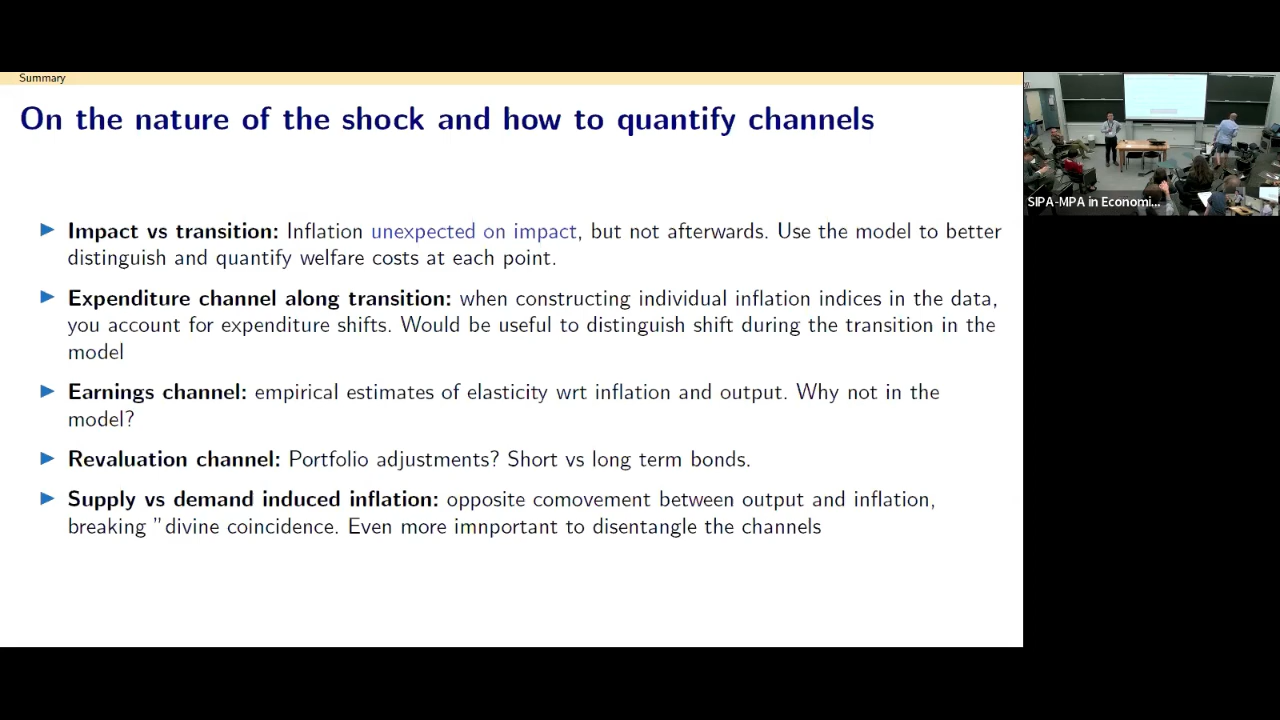 Summary
On the nature of the shock and how to quantify channels
Impact vs transition: Inflation unexpected on impact, but not afterwards. Use the model to better
distinguish and quantify welfare costs at each point.
Expenditure channel along transition: when constructing individual inflation indices in the data,
you account for expenditure shifts. Would be useful to distinguish shift during the transition in the
model
Earnings channel: empirical estimates of elasticity wrt inflation and output. Why not in the
model?
Revaluation channel: Portfolio adjustments? Short vs long term bonds.
Supply vs demand induced inflation: opposite comovement between output and inflation,
breaking "divine coincidence. Even more imnportant to disentangle the channels
SIPA-MPA in Economi...